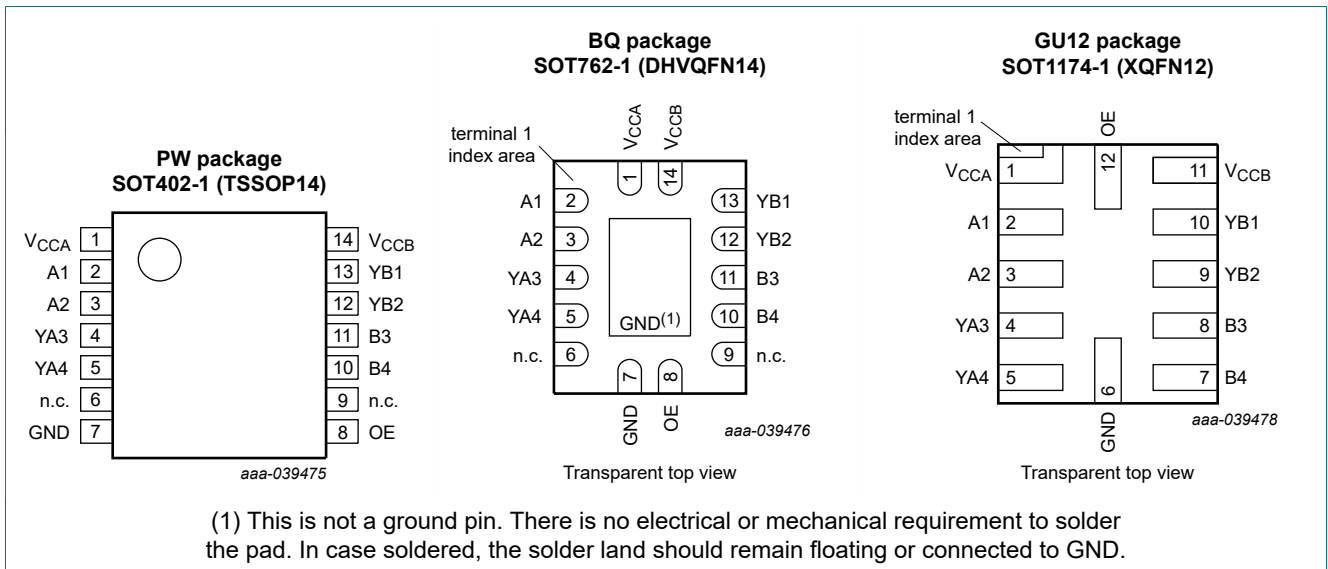 PW package
SOT402-1 (TSSOP14)
VCCA 1
14 VCCB
A1 2
13 YB1
A2 3
12 YB2
YA3 4
11 B3
YA4 5
10 B4
n.c. 6
9 n.c.
GND 7
8 OE
aaa-039475
BQ package
SOT762-1 (DHVQFN14)
terminal 1
index area
VCCA
VCCB
1
14
A1 2
13 YB1
A2 3
12 YB2
YA3 4
11 B3
YA4 5
10 B4
GND(1)
n.c. 6
9 n.c.
7
8
GND
OE
aaa-039476
Transparent top view
GU12 package
SOT1174-1 (XQFN12)
terminal 1
index area
OE
12
VCCA 1
11 VCCB
A1 2
10 YB1
A2 3
9 YB2
YA3 4
8 B3
YA4 5
7 B4
6
GND
aaa-039478
Transparent top view
(1) This is not a ground pin. There is no electrical or mechanical requirement to solder
the pad. In case soldered, the solder land should remain floating or connected to GND.